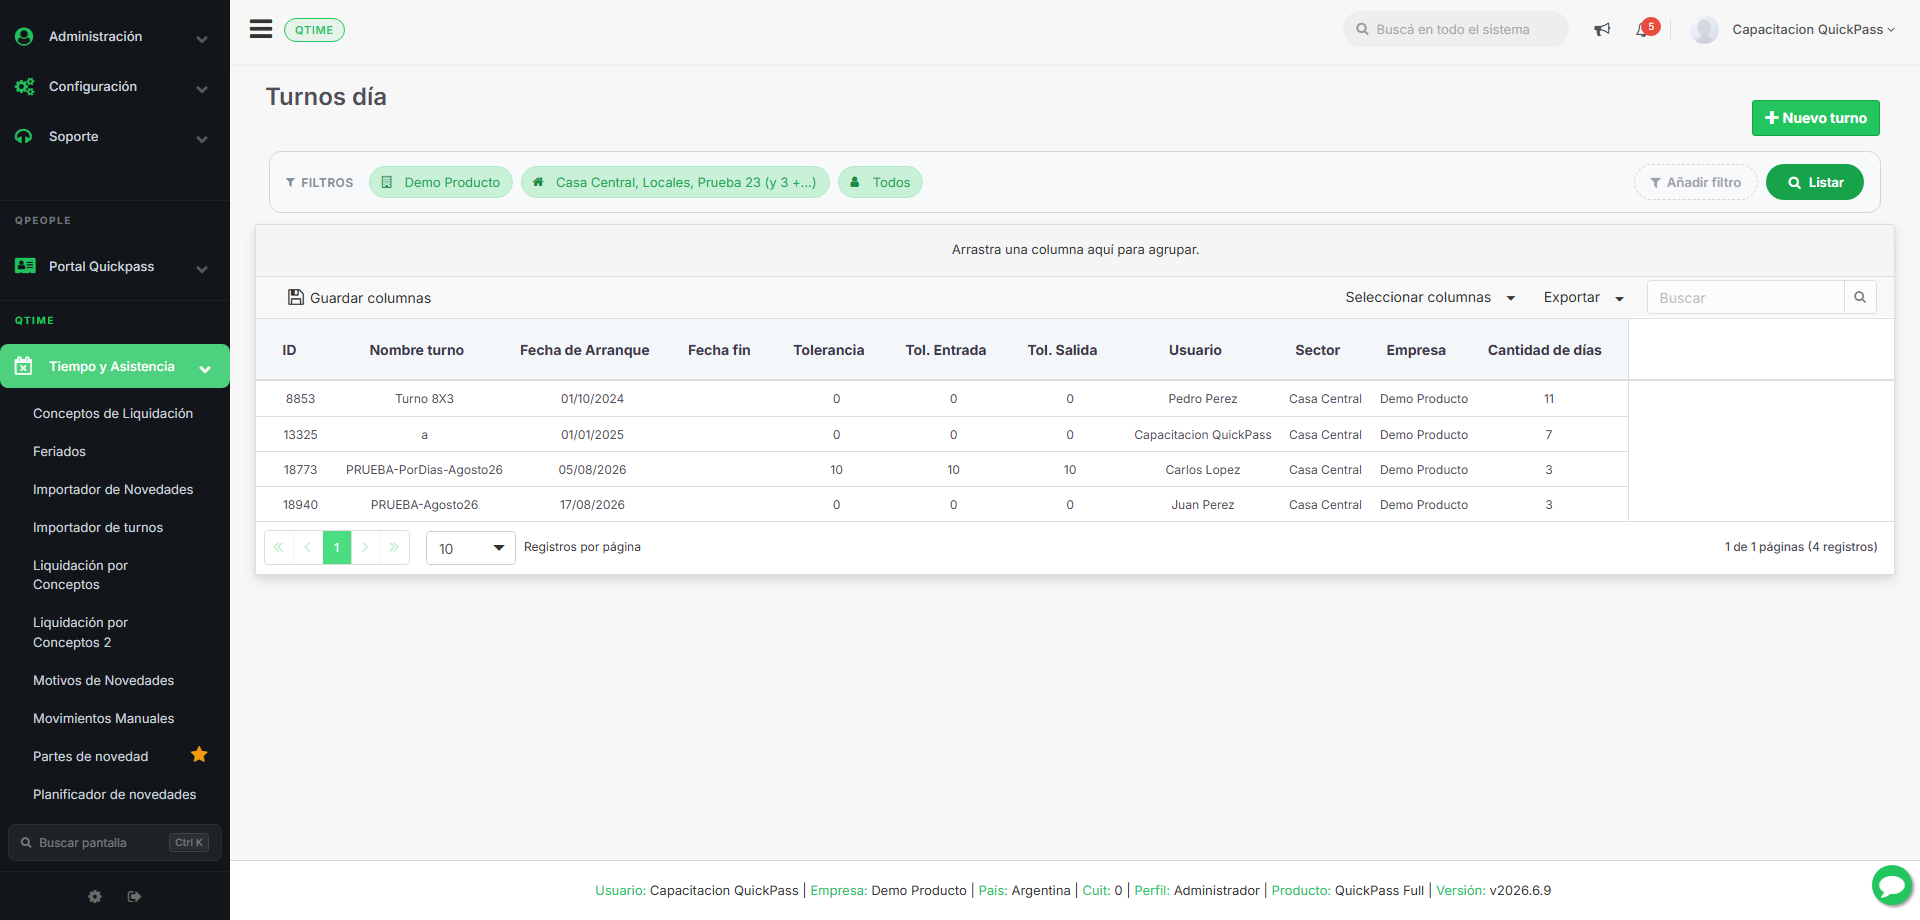 Administración
Configuración
Soporte
QPEOPLE
Portal Quickpass
QTIME
Tiempo y Asistencia
Conceptos de Liquidación
Feriados
Importador de Novedades
Importador de turnos
Liquidación por
Conceptos
Liquidación por
Conceptos 2
Motivos de Novedades
Movimientos Manuales
Partes de novedad
Planificador de novedades
Buscar pantalla Ctrl K
QTIME
Buscá en todo el sistema
5
Capacitacion QuickPass
Turnos día
Nuevo turno
FILTROS Demo Producto Casa Central, Locales, Prueba 23 (y 3 +...) Todos Añadir filtro Listar
Arrastra una columna aquí para agrupar.
Guardar columnas Seleccionar columnas Exportar Buscar
ID Nombre turno Fecha de Arranque Fecha fin Tolerancia Tol. Entrada Tol. Salida Usuario Sector Empresa Cantidad de días
8853 Turno 8X3 01/10/2024 0 0 0 Pedro Perez Casa Central Demo Producto 11
13325 a 01/01/2025 0 0 0 Capacitacion QuickPass Casa Central Demo Producto 7
18773 PRUEBA-PorDias-Agosto26 05/08/2026 10 10 10 Carlos Lopez Casa Central Demo Producto 3
18940 PRUEBA-Agosto26 17/08/2026 0 0 0 Juan Perez Casa Central Demo Producto 3
« ‹ 1 › » 10 Registros por página 1 de 1 páginas (4 registros)
Usuario: Capacitacion QuickPass | Empresa: Demo Producto | País: Argentina | Cuit: 0 | Perfil: Administrador | Producto: QuickPass Full | Versión: v2026.6.9